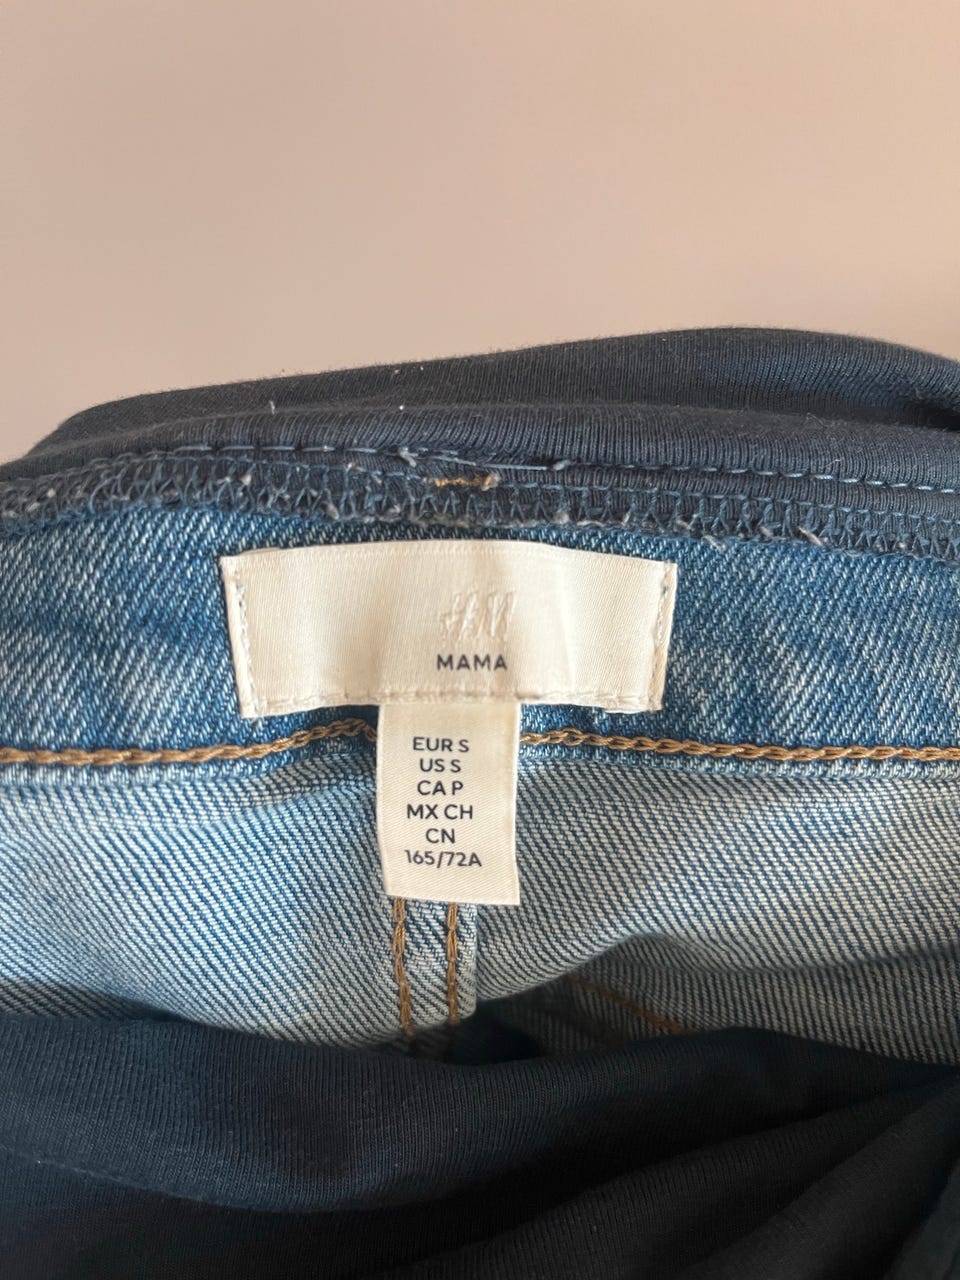 H&M
MAMA
EUR S
US S
CA P
MX CH
CN
165/72A